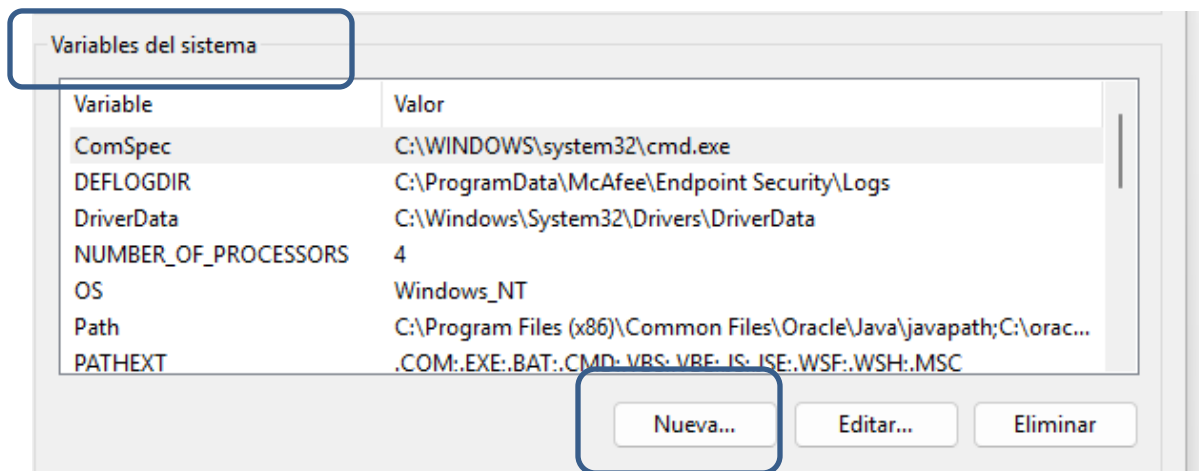 Variables del sistema
Variable Valor
ComSpec C:\WINDOWS\system32\cmd.exe
DEFLOGDIR C:\ProgramData\McAfee\Endpoint Security\Logs
DriverData C:\Windows\System32\Drivers\DriverData
NUMBER_OF_PROCESSORS 4
OS Windows_NT
Path C:\Program Files (x86)\Common Files\Oracle\Java\javapath;C:\orac...
PATHEXT .COM;.EXE;.BAT;.CMD;.VBS;.VBE;.JS;.JSE;.WSF;.WSH;.MSC
Nueva... Editar... Eliminar